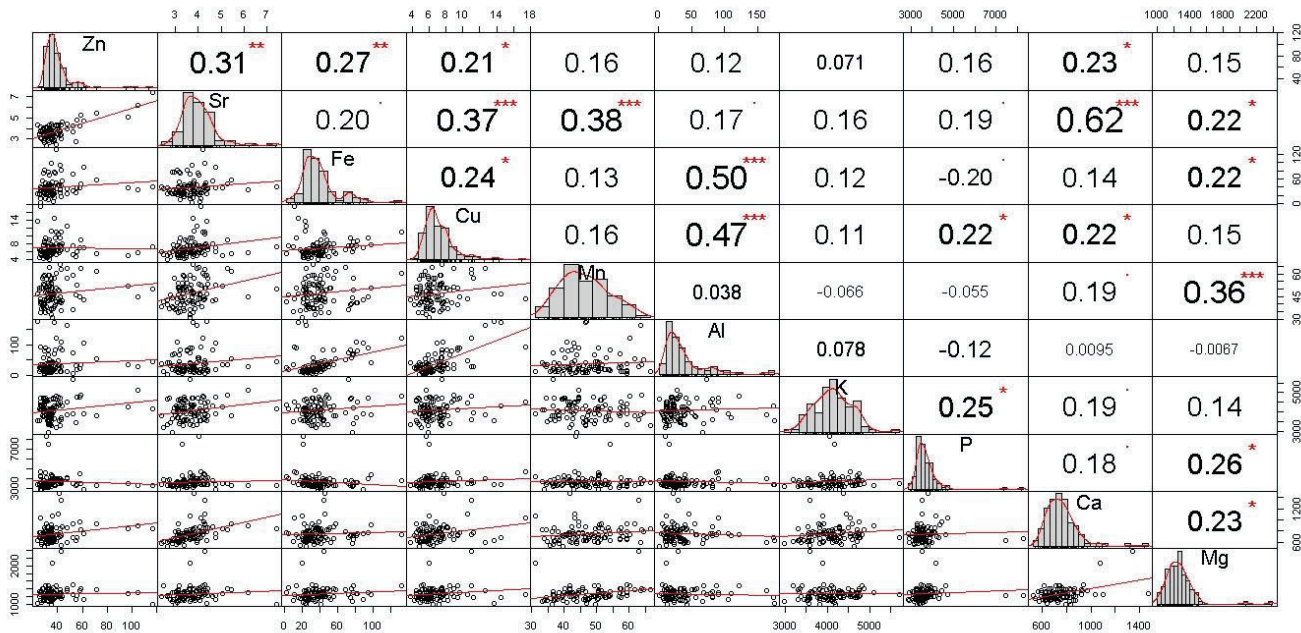 3 4 5 6 7 4 6 8 10 14 18 0 50 100 150 3000 5000 7000 1000 1400 1800 2200
Zn 0.31 ** 0.27 ** 0.21 * 0.16 0.12 0.071 0.16 0.23 * 0.15 40 80 120
3 5 7 Sr 0.20 . 0.37 *** 0.38 *** 0.17 . 0.16 0.19 . 0.62 *** 0.22 *
Fe 0.24 * 0.13 0.50 *** 0.12 -0.20 . 0.14 0.22 * 0 40 80 120
4 8 14 Cu 0.16 0.47 *** 0.11 0.22 * 0.22 * 0.15
Mn 0.038 -0.066 -0.055 0.19 . 0.36 *** 30 45 60
0 100 Al 0.078 -0.12 0.0095 -0.0067
K 0.25 * 0.19 . 0.14 3000 5000
3000 7000 P 0.18 . 0.26 *
Ca 0.23 * 600 1200
1000 2000 Mg
40 60 80 100 0 20 40 60 80 120 30 40 50 60 3000 4000 5000 600 800 1000 1400